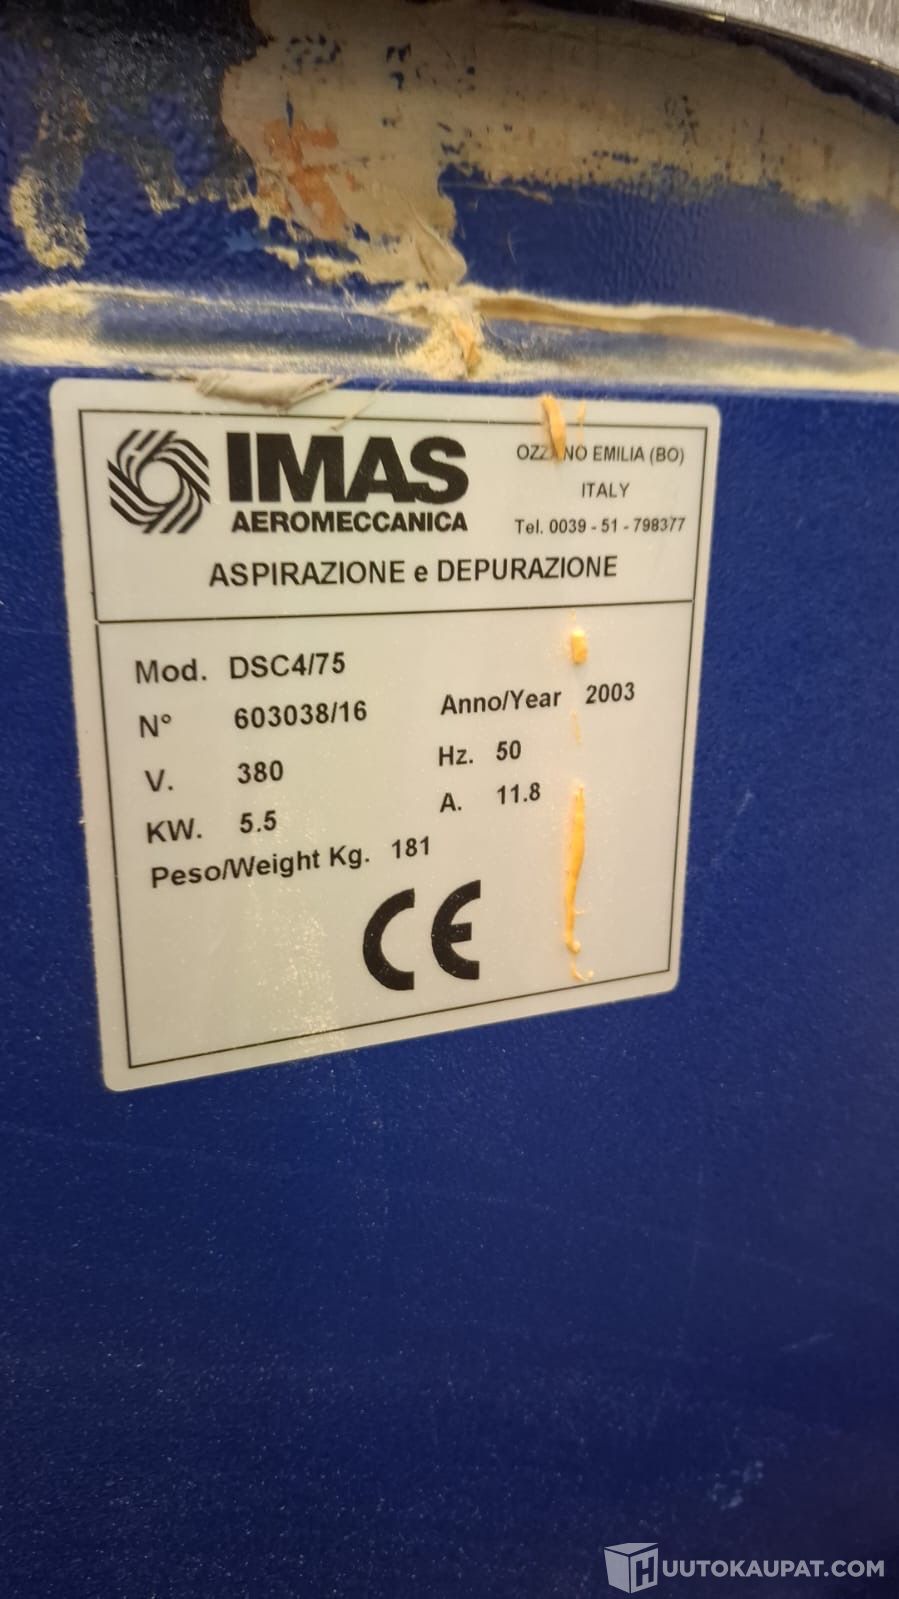 IMAS
AEROMECCANICA
OZZANO EMILIA (BO)
ITALY
Tel. 0039 - 51 - 798377
ASPIRAZIONE e DEPURAZIONE
Mod. DSC4/75
N° 603038/16 Anno/Year 2003
V. 380 Hz. 50
KW. 5.5 A. 11.8
Peso/Weight Kg. 181
CE
HUUTOKAUPAT.COM